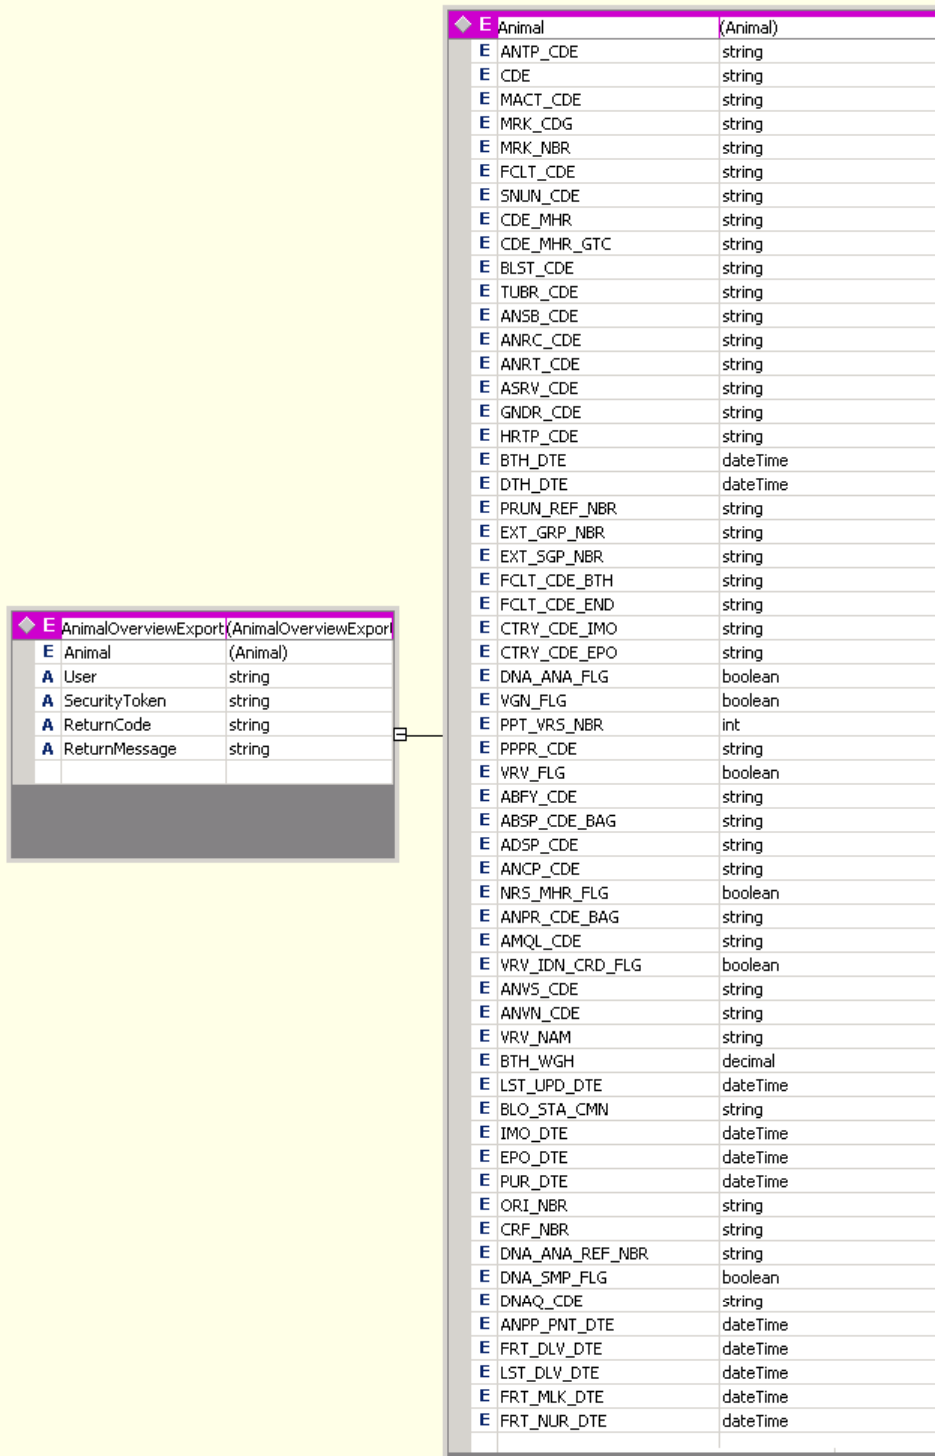 E Animal (Animal)
E ANTP_CDE string
E CDE string
E MACT_CDE string
E MRK_CDG string
E MRK_NBR string
E FCLT_CDE string
E SNUN_CDE string
E CDE_MHR string
E CDE_MHR_GTC string
E BLST_CDE string
E TUBR_CDE string
E ANSB_CDE string
E ANRC_CDE string
E ANRT_CDE string
E ASRV_CDE string
E GNDR_CDE string
E HRTP_CDE string
E BTH_DTE dateTime
E DTH_DTE dateTime
E PRUN_REF_NBR string
E EXT_GRP_NBR string
E EXT_SGP_NBR string
E FCLT_CDE_BTH string
E FCLT_CDE_END string
E CTRY_CDE_IMO string
E CTRY_CDE_EPO string
E DNA_ANA_FLG boolean
E VGN_FLG boolean
E PPT_VRS_NBR int
E PPPR_CDE string
E VRV_FLG boolean
E ABFY_CDE string
E ABSP_CDE_BAG string
E ADSP_CDE string
E ANCP_CDE string
E NRS_MHR_FLG boolean
E ANPR_CDE_BAG string
E AMQL_CDE string
E VRV_IDN_CRD_FLG boolean
E ANVS_CDE string
E ANVN_CDE string
E VRV_NAM string
E BTH_WGH decimal
E LST_UPD_DTE dateTime
E BLO_STA_CMN string
E IMO_DTE dateTime
E EPO_DTE dateTime
E PUR_DTE dateTime
E ORI_NBR string
E CRF_NBR string
E DNA_ANA_REF_NBR string
E DNA_SMP_FLG boolean
E DNAQ_CDE string
E ANPP_PNT_DTE dateTime
E FRT_DLV_DTE dateTime
E LST_DLV_DTE dateTime
E FRT_MLK_DTE dateTime
E FRT_NUR_DTE dateTime
E AnimalOverviewExport (AnimalOverviewExport
E Animal (Animal)
A User string
A SecurityToken string
A ReturnCode string
A ReturnMessage string